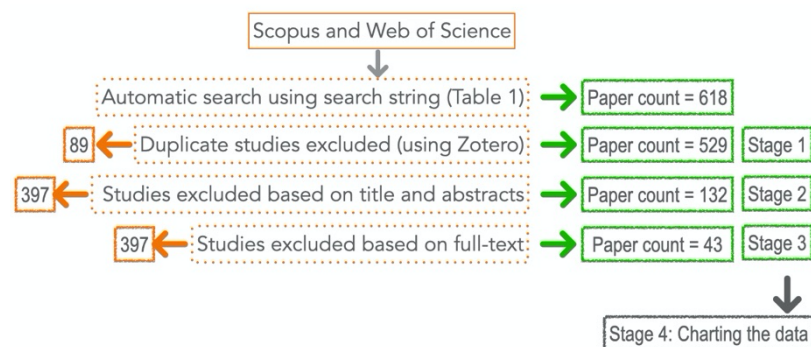 Scopus and Web of Science
Automatic search using search string (Table 1)
Paper count = 618
89
Duplicate studies excluded (using Zotero)
Paper count = 529
Stage 1
397
Studies excluded based on title and abstracts
Paper count = 132
Stage 2
397
Studies excluded based on full-text
Paper count = 43
Stage 3
Stage 4: Charting the data